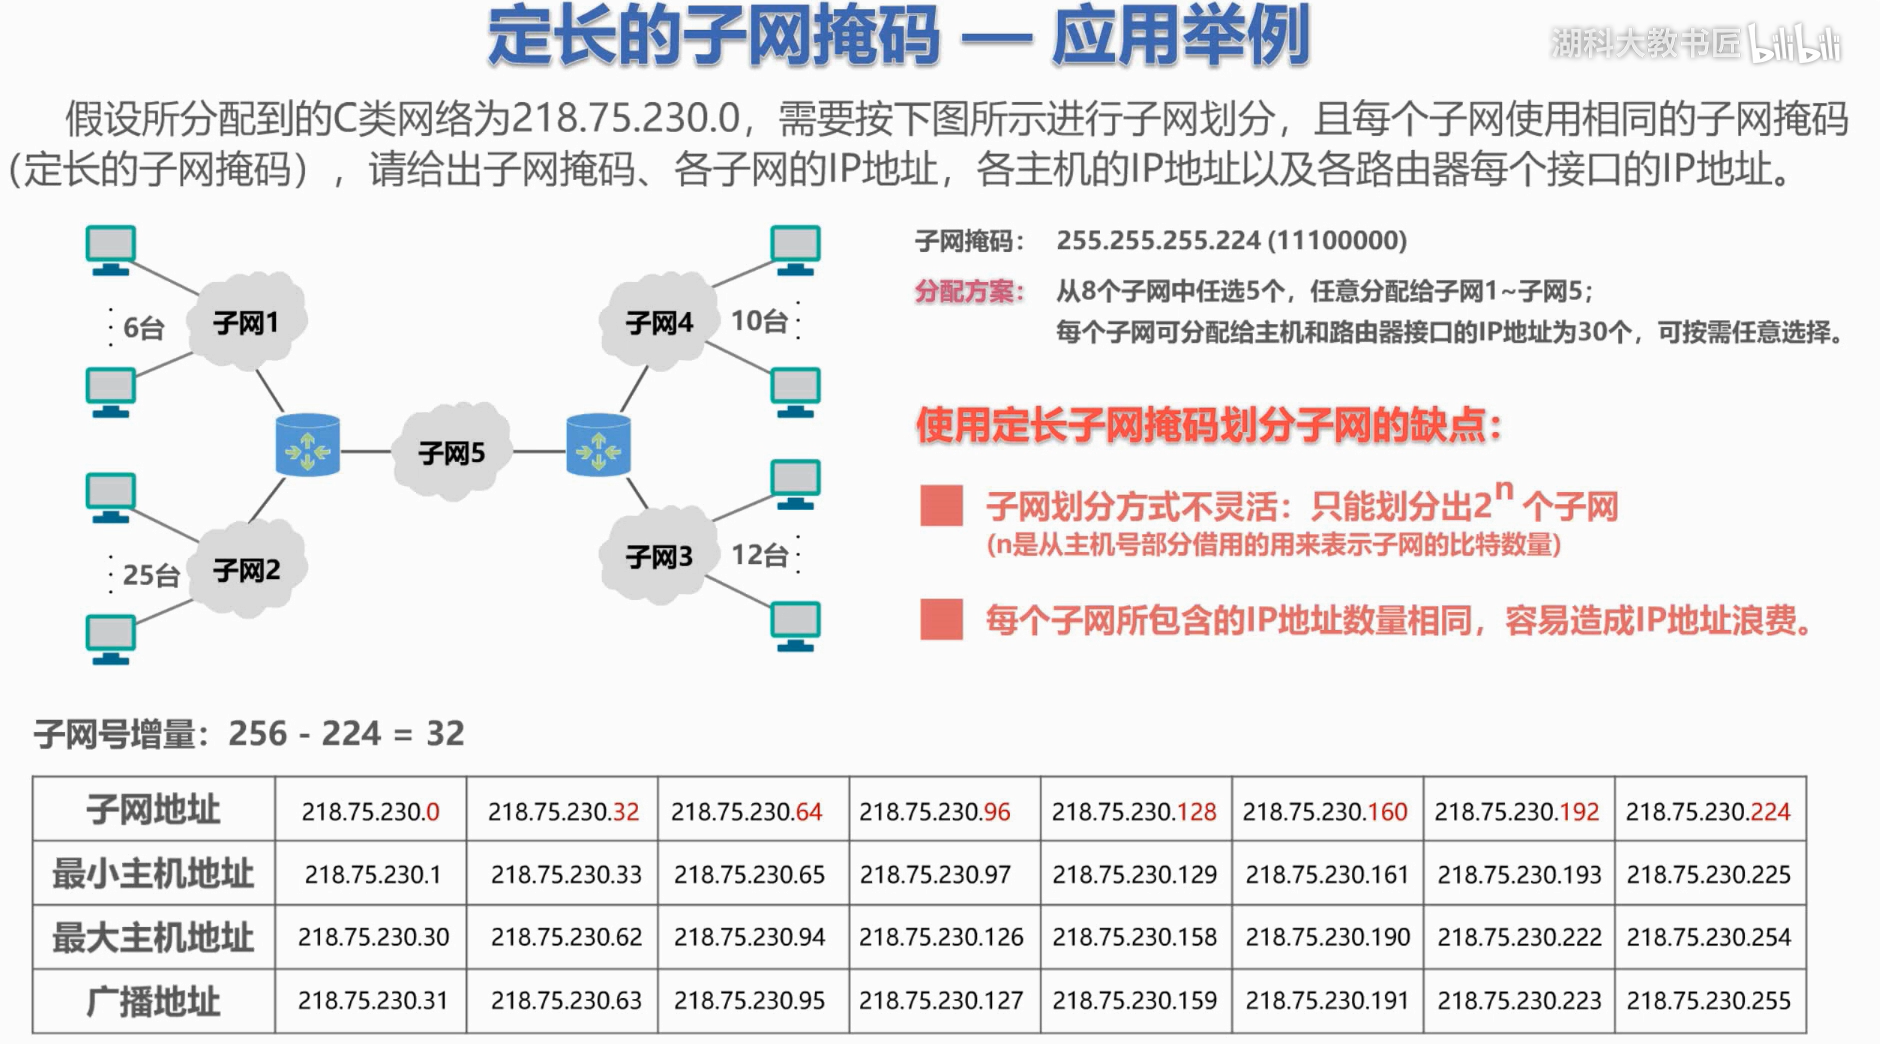 定长的子网掩码 — 应用举例
湖科大教书匠 bilibili
假设所分配到的C类网络为218.75.230.0，需要按下图所示进行子网划分，且每个子网使用相同的子网掩码
（定长的子网掩码），请给出子网掩码、各子网的IP地址，各主机的IP地址以及各路由器每个接口的IP地址。
子网1
6台
子网2
25台
子网5
子网4
10台
子网3
12台
子网掩码： 255.255.255.224 (11100000)
分配方案： 从8个子网中任选5个，任意分配给子网1~子网5；
每个子网可分配给主机和路由器接口的IP地址为30个，可按需任意选择。
使用定长子网掩码划分子网的缺点：
子网划分方式不灵活：只能划分出2^n 个子网
(n是从主机号部分借用的用来表示子网的比特数量)
每个子网所包含的IP地址数量相同，容易造成IP地址浪费。
子网号增量：256 - 224 = 32
子网地址 218.75.230.0 218.75.230.32 218.75.230.64 218.75.230.96 218.75.230.128 218.75.230.160 218.75.230.192 218.75.230.224
最小主机地址 218.75.230.1 218.75.230.33 218.75.230.65 218.75.230.97 218.75.230.129 218.75.230.161 218.75.230.193 218.75.230.225
最大主机地址 218.75.230.30 218.75.230.62 218.75.230.94 218.75.230.126 218.75.230.158 218.75.230.190 218.75.230.222 218.75.230.254
广播地址 218.75.230.31 218.75.230.63 218.75.230.95 218.75.230.127 218.75.230.159 218.75.230.191 218.75.230.223 218.75.230.255